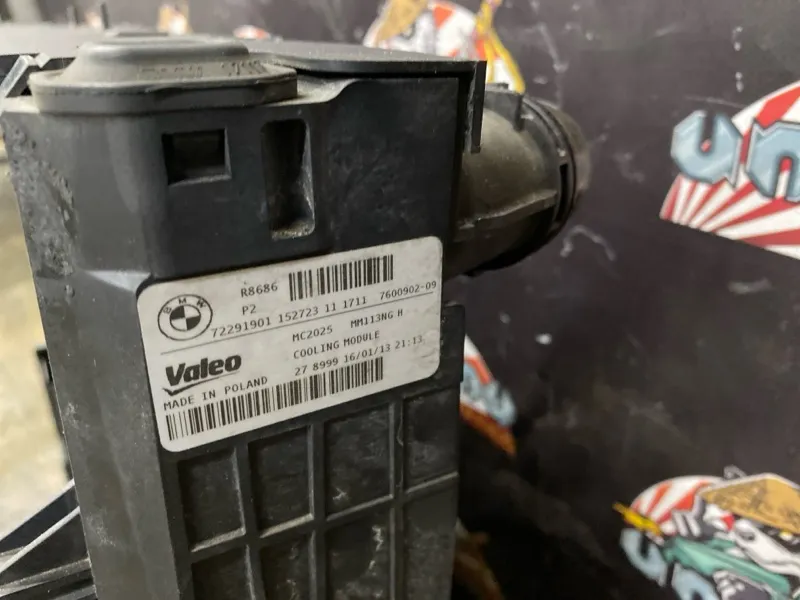 R8686
P2
BMW
72291901 152723 11 1711 7600902-09
MC2025 MM113NG H
COOLING MODULE
Valeo
27 8999 16/01/13 21:13
MADE IN POLAND